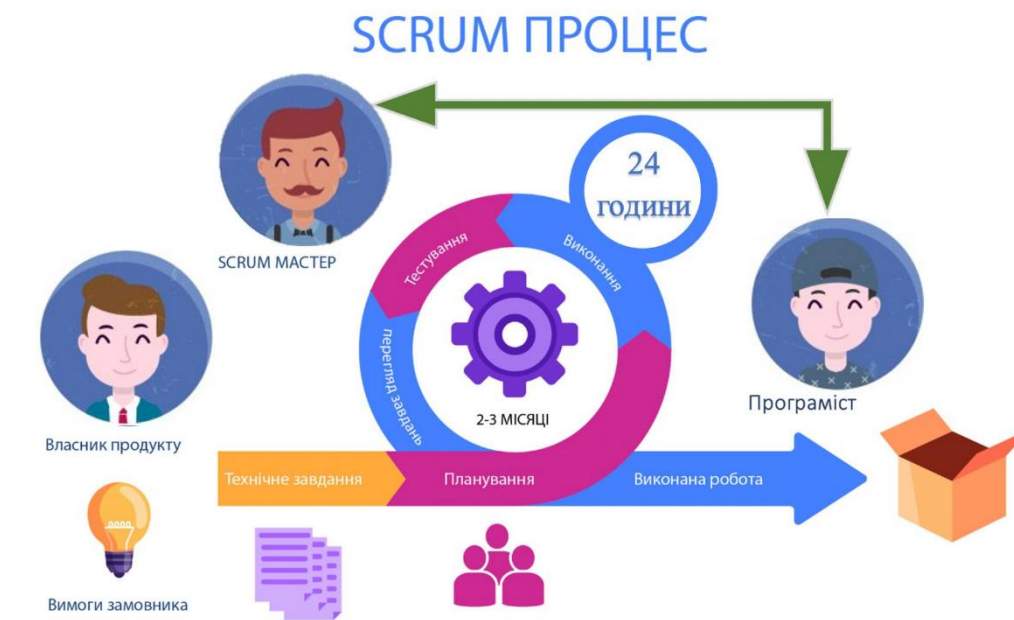 SCRUM ПРОЦЕС
24
години
SCRUM МАСТЕР
Тестування
Виконання
перегляд завдань
2-3 МІСЯЦІ
Програміст
Власник продукту
Технічне завдання
Планування
Виконана робота
Вимоги замовника